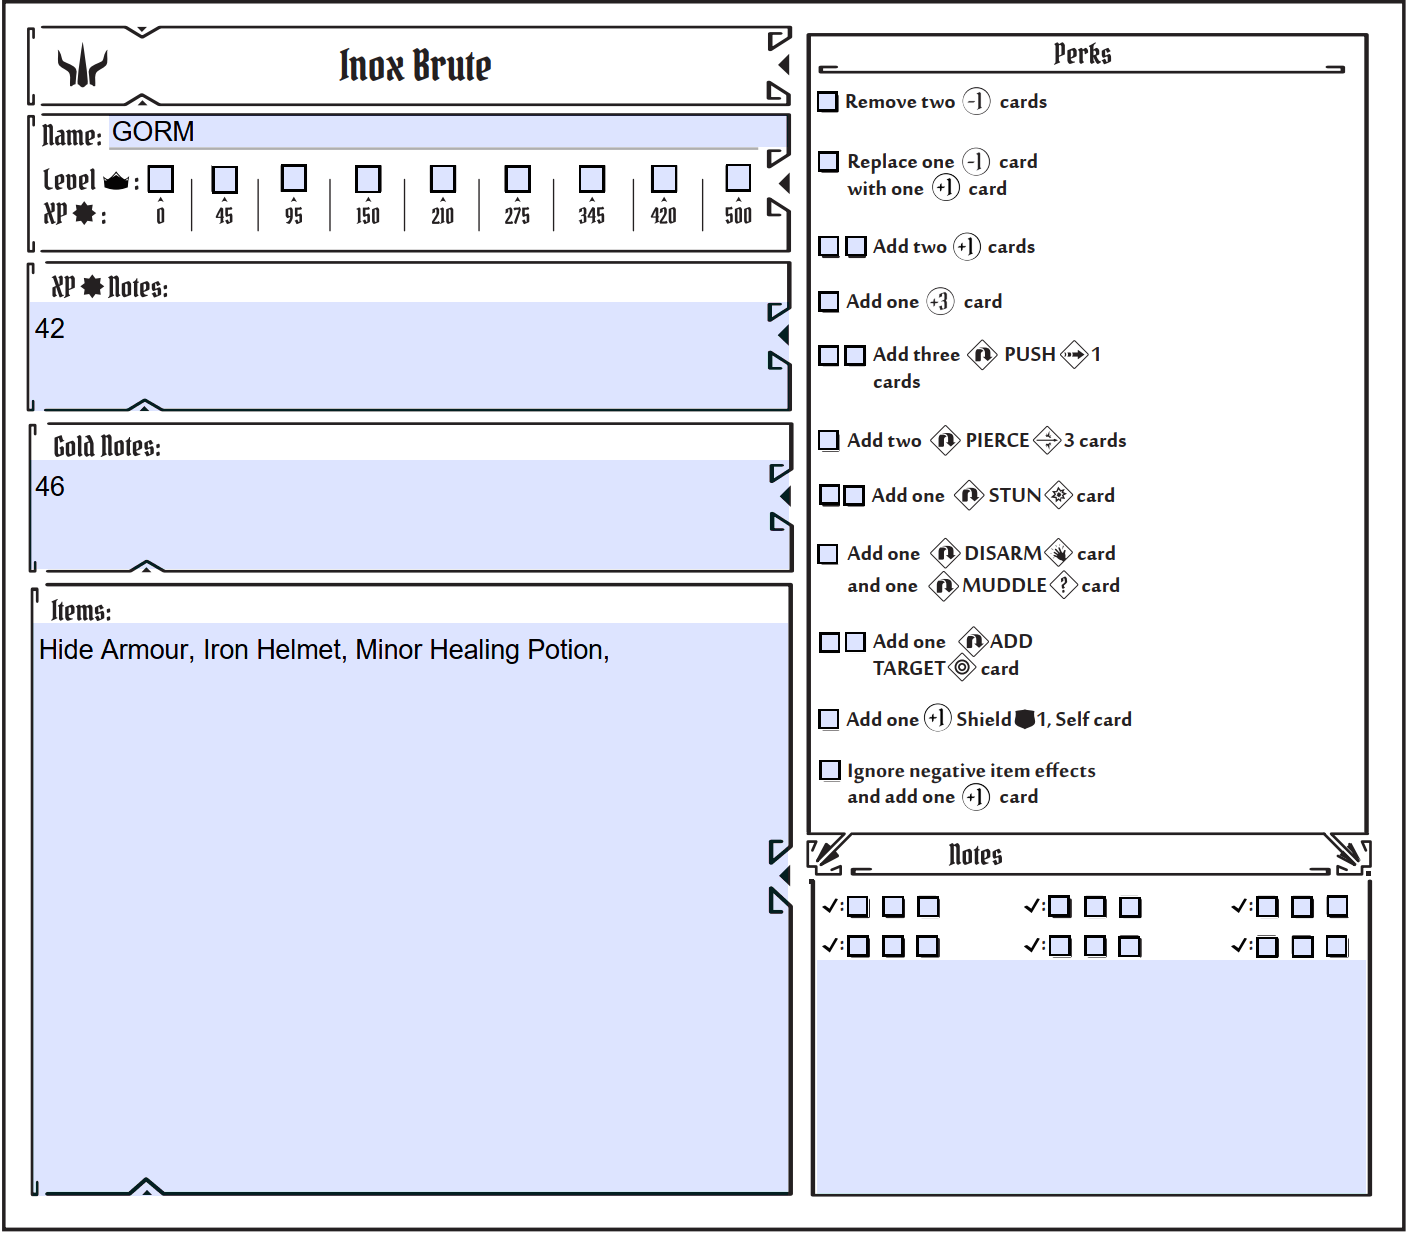 Inox Brute
Name: GORM
Level :
XP :
0 45 95 150 210 275 345 420 500
XP Notes:
42
Gold Notes:
46
Items:
Hide Armour, Iron Helmet, Minor Healing Potion,
Perks
Remove two -1 cards
Replace one -1 card
with one +1 card
Add two +1 cards
Add one +3 card
Add three PUSH 1
cards
Add two PIERCE 3 cards
Add one STUN card
Add one DISARM card
and one MUDDLE ? card
Add one ADD
TARGET card
Add one +1 Shield 1, Self card
Ignore negative item effects
and add one +1 card
Notes
✓: ✓: ✓:
✓: ✓: ✓: